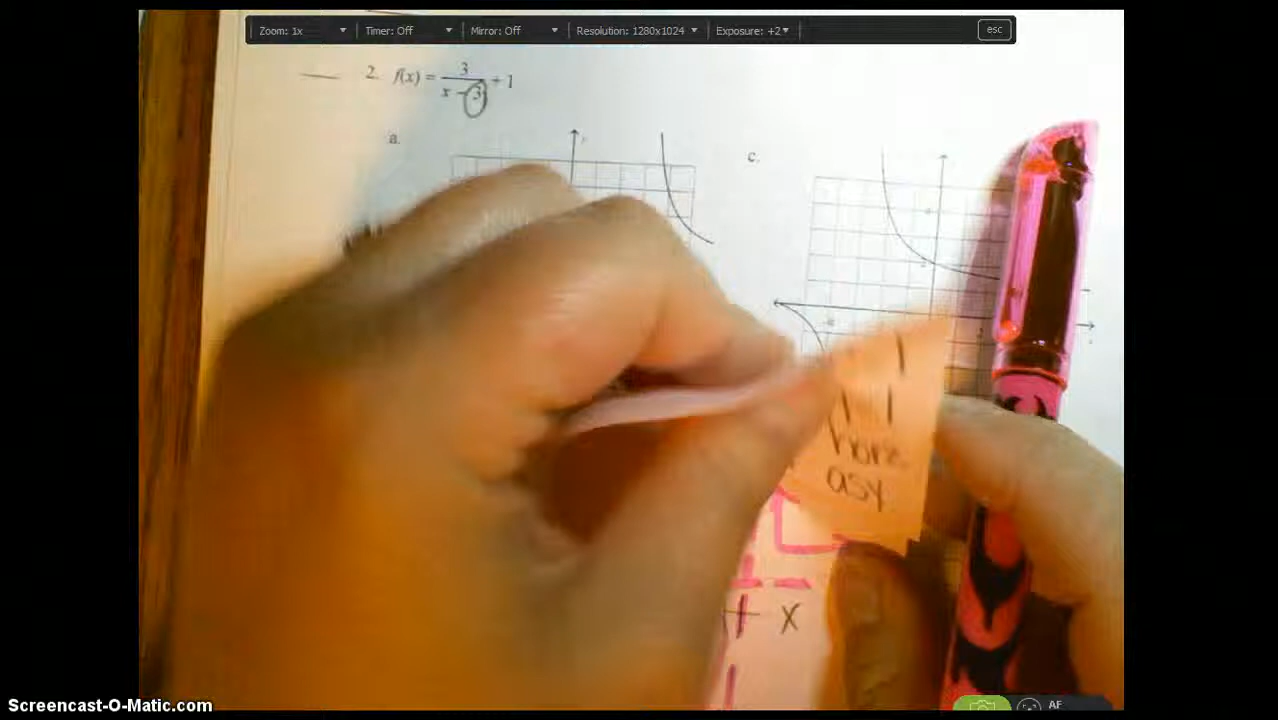 Zoom: 1x Timer: Off Mirror: Off Resolution: 1280x1024 Exposure: +2 esc
2. f(x) = 3/(x - 3) + 1
a.
c.
asy
x
AF
Screencast-O-Matic.com